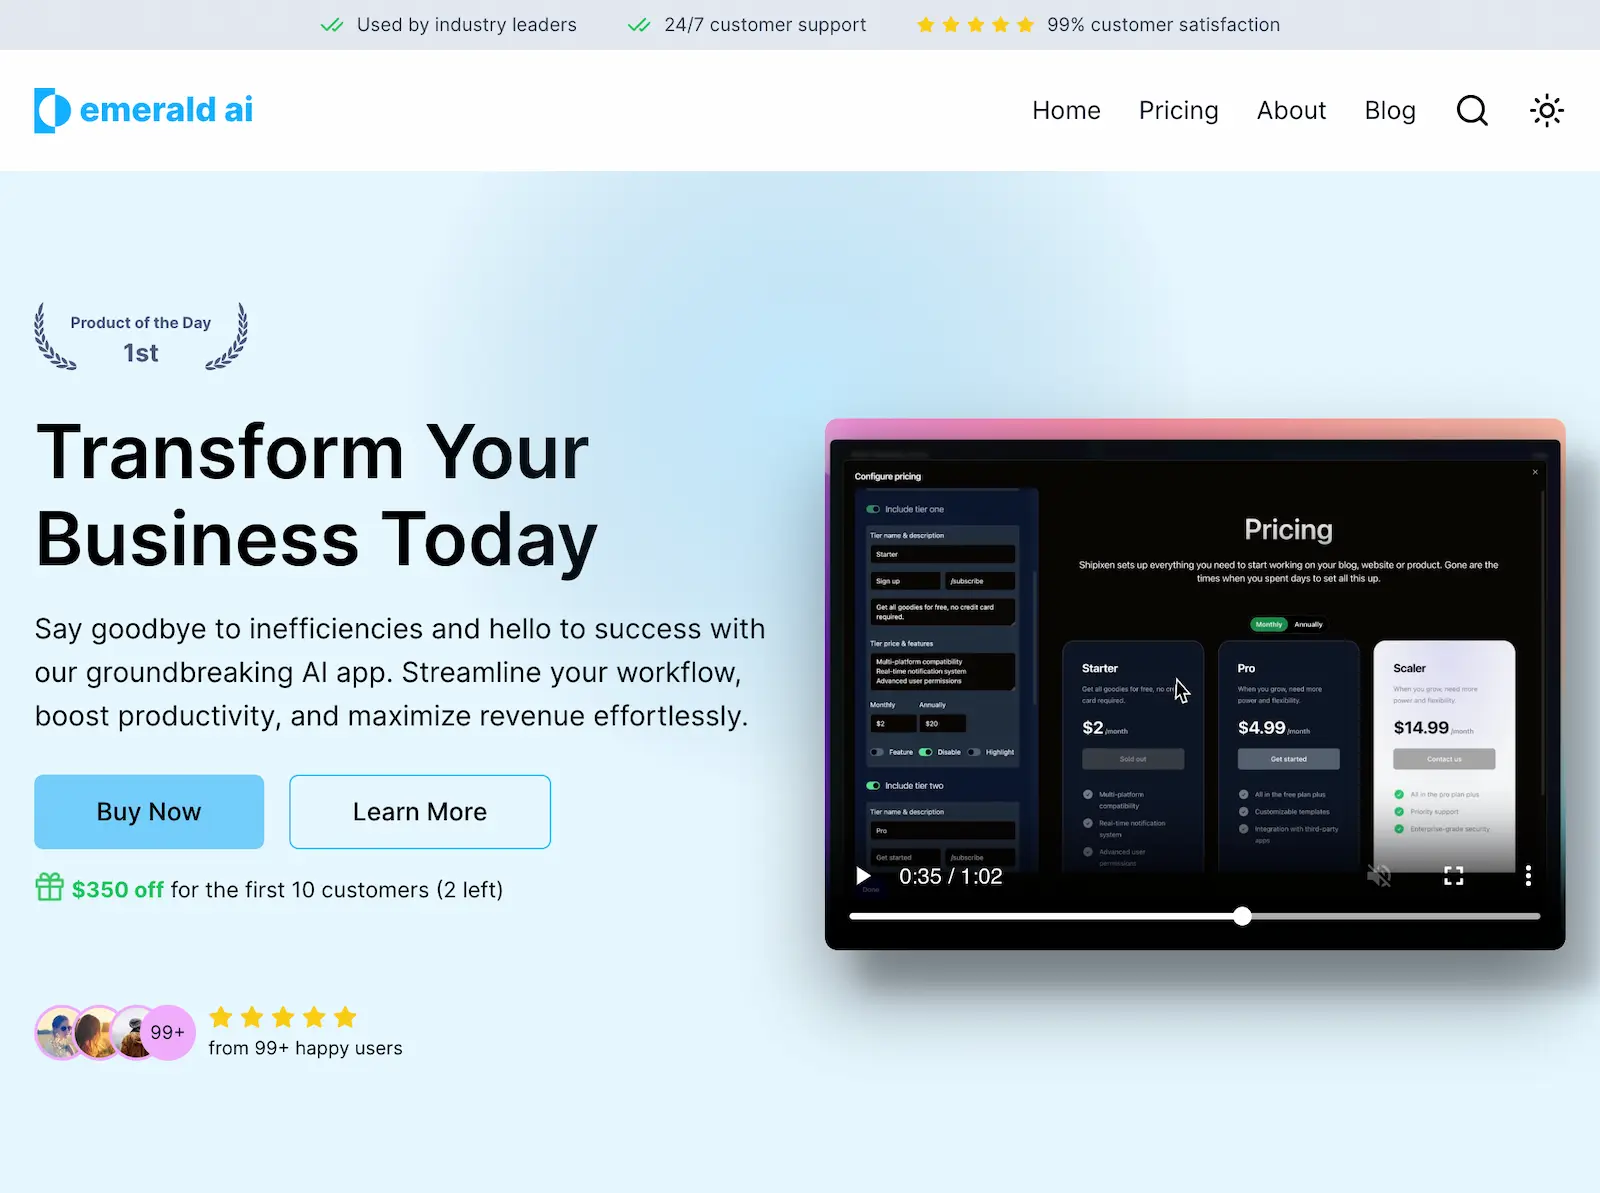 Used by industry leaders
24/7 customer support
99% customer satisfaction
emerald ai
Home
Pricing
About
Blog
Product of the Day
1st
Transform Your
Business Today
Say goodbye to inefficiencies and hello to success with
our groundbreaking AI app. Streamline your workflow,
boost productivity, and maximize revenue effortlessly.
Buy Now
Learn More
$350 off for the first 10 customers (2 left)
99+
from 99+ happy users
Configure pricing
Include tier one
Tier name & description
Starter
Sign up
/subscribe
Get all goodies for free, no credit card
required.
Tier price & features
Multi-platform compatibility
Real-time notification system
Advanced user permissions
Monthly
Annually
$2
$20
Feature
Disable
Highlight
Include tier two
Tier name & description
Pro
Get started
/subscribe
Done
Pricing
Shipixen sets up everything you need to start working on your blog, website or product. Gone are the
times when you spent days to set all this up.
Monthly
Annually
Starter
Get all goodies for free, no
card required.
$2 /month
Sold out
Multi-platform
compatibility
Real-time notification
system
Advanced user
permissions
Pro
When you grow, need more
power and flexibility.
$4.99 /month
Get started
All in the free plan plus
Customizable templates
Integration with third-party
apps
Scaler
When you grow, need more
power and flexibility.
$14.99 /month
Contact us
All in the pro plan plus
Priority support
Enterprise-grade security
0:35 / 1:02